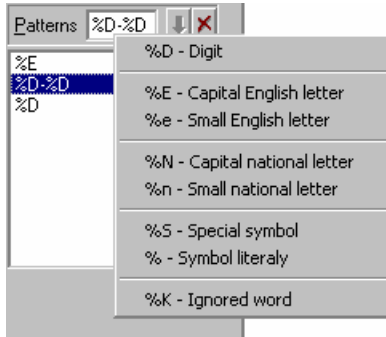 Patterns %D-%D
%E
%D-%D
%D
%D - Digit
%E - Capital English letter
%e - Small English letter
%N - Capital national letter
%n - Small national letter
%S - Special symbol
% - Symbol literaly
%K - Ignored word